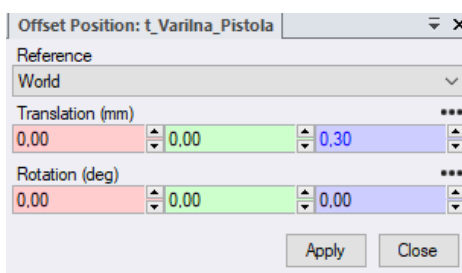 Offset Position: t_Varilna_Pistola
Reference
World
Translation (mm)
0,00 0,00 0,30
Rotation (deg)
0,00 0,00 0,00
Apply Close